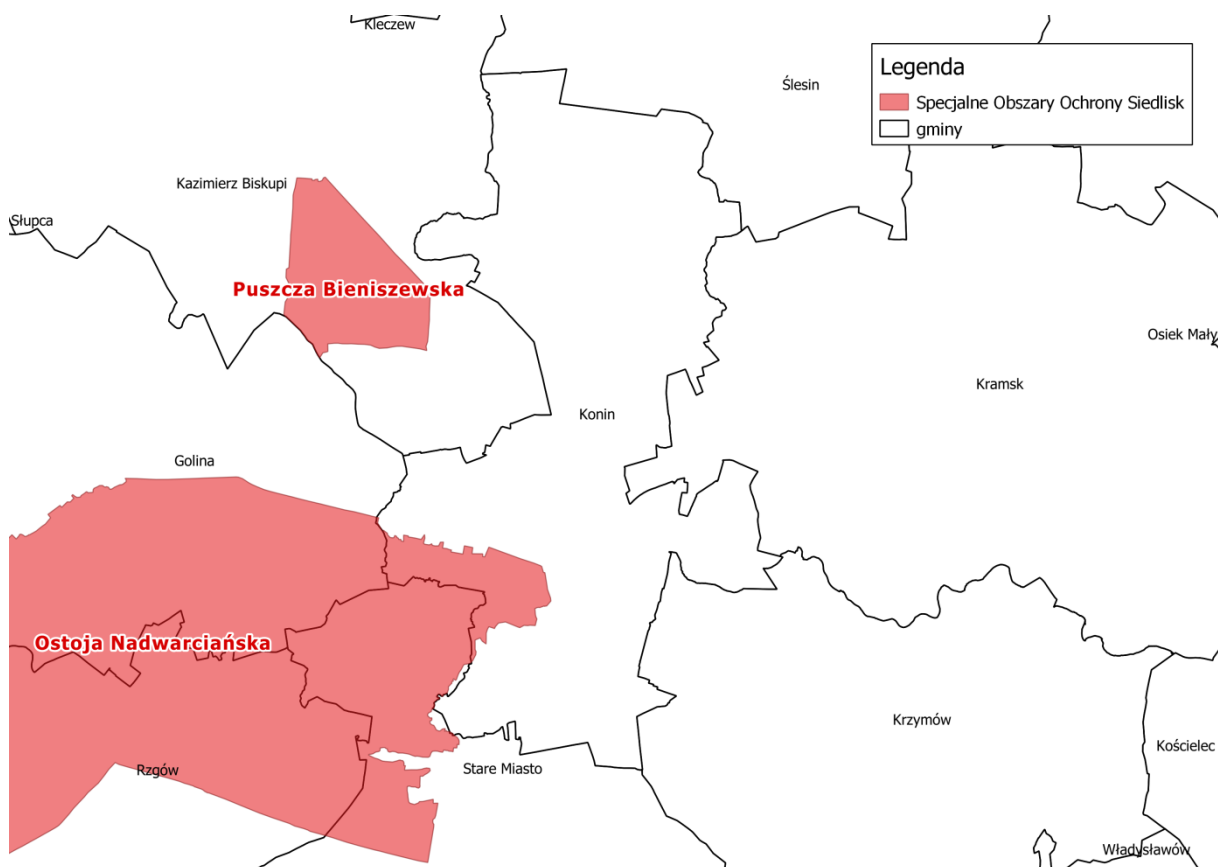 Kleczew
Ślesin
Legenda
Specjalne Obszary Ochrony Siedlisk
gminy
Kazimierz Biskupi
Słupca
Puszcza Bieniszewska
Osiek Mały
Kramsk
Konin
Golina
Ostoja Nadwarciańska
Krzymów
Kościelec
Rzgów
Stare Miasto
Władysławów